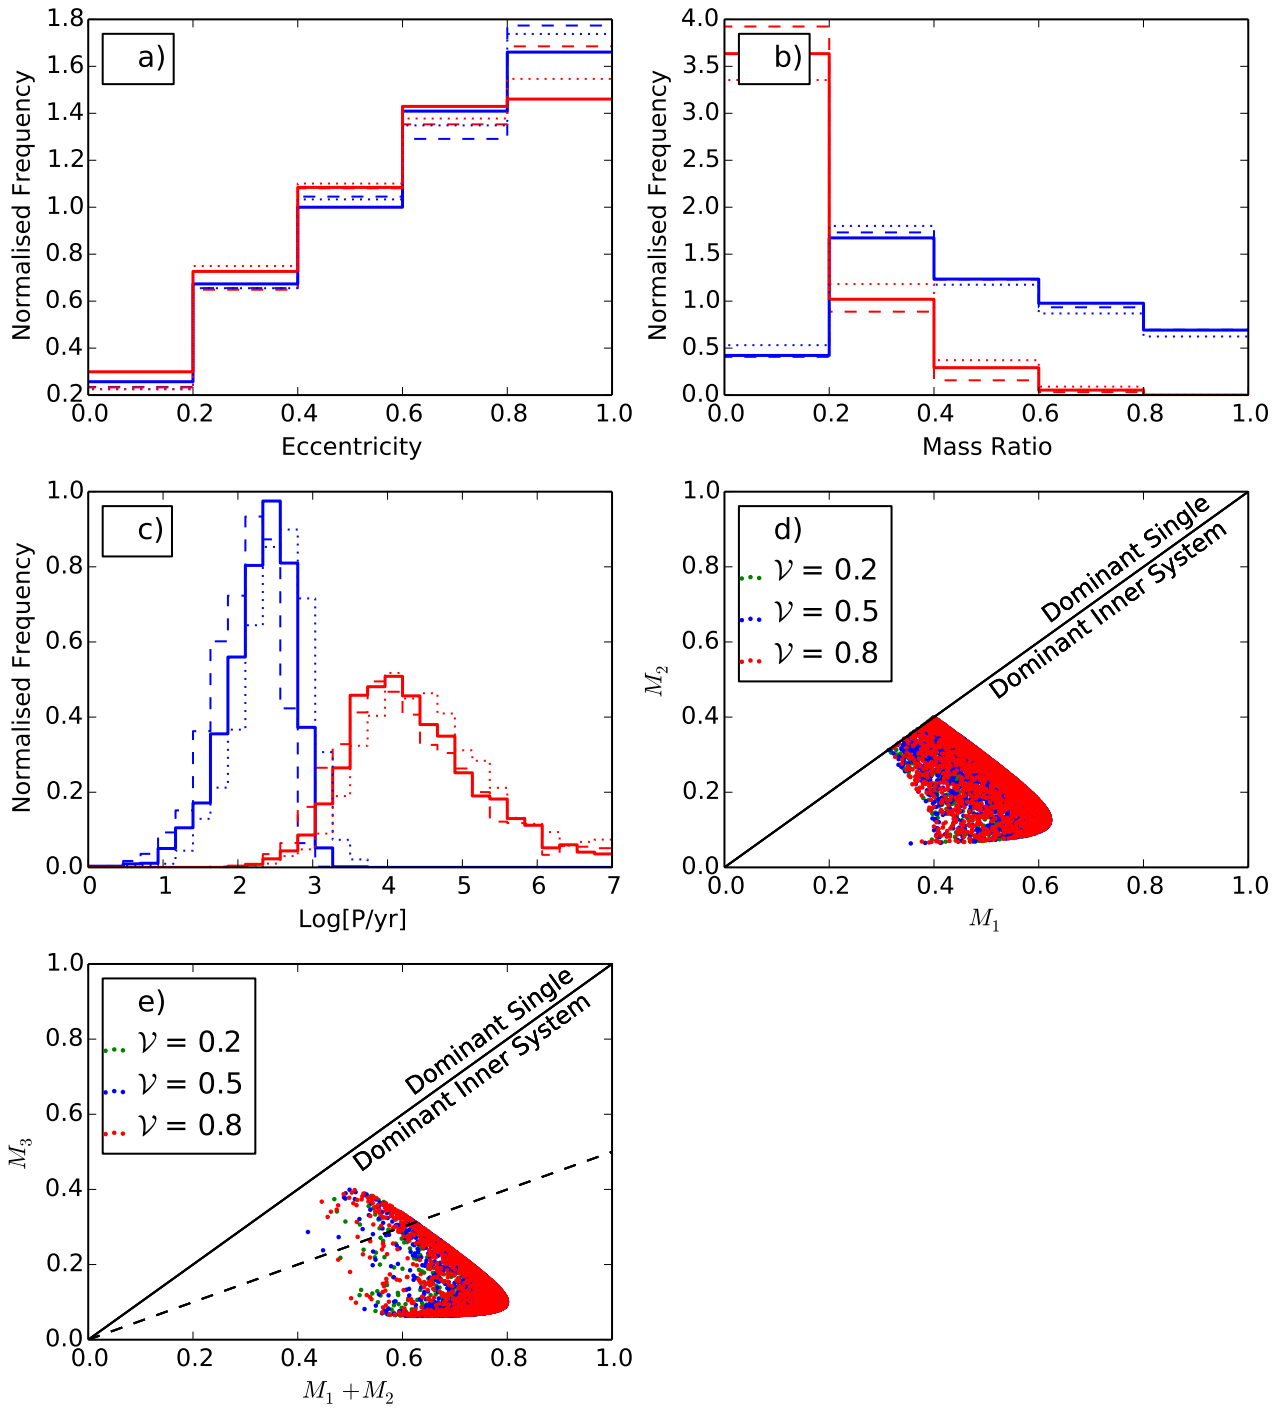 a)
Normalised Frequency
1.8
1.6
1.4
1.2
1.0
0.8
0.6
0.4
0.2
0.0 0.2 0.4 0.6 0.8 1.0
Eccentricity
b)
Normalised Frequency
4.0
3.5
3.0
2.5
2.0
1.5
1.0
0.5
0.0
0.0 0.2 0.4 0.6 0.8 1.0
Mass Ratio
c)
Normalised Frequency
1.0
0.8
0.6
0.4
0.2
0.0
0 1 2 3 4 5 6 7
Log[P/yr]
d)
𝒱 = 0.2
𝒱 = 0.5
𝒱 = 0.8
Dominant Single
Dominant Inner System
M₂
1.0
0.8
0.6
0.4
0.2
0.0
0.0 0.2 0.4 0.6 0.8 1.0
M₁
e)
𝒱 = 0.2
𝒱 = 0.5
𝒱 = 0.8
Dominant Single
Dominant Inner System
M₃
1.0
0.8
0.6
0.4
0.2
0.0
0.0 0.2 0.4 0.6 0.8 1.0
M₁ + M₂